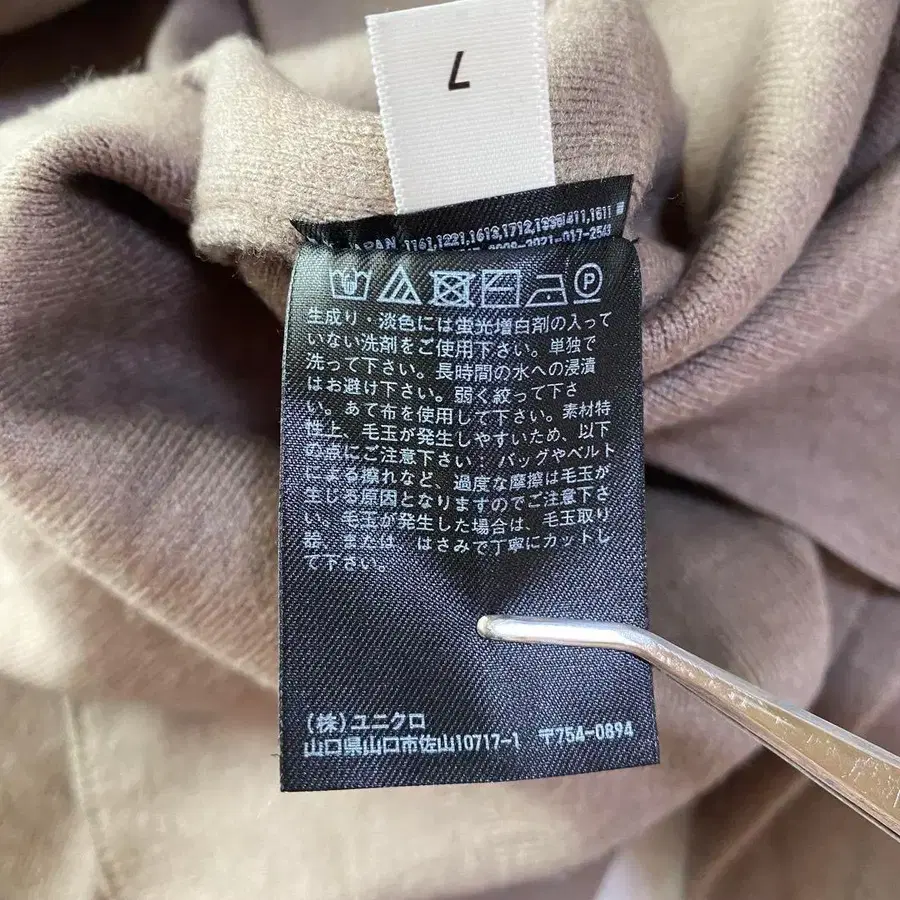 L
APAN 1161,1221,1613,1712,
-2021-017-2543
P
生成り・淡色には蛍光増白剤の入って
いない洗剤をご使用下さい。単独で
洗って下さい。長時間の水への浸漬
はお避け下さい。弱く絞って下さ
い。あて布を使用して下さい。素材特
性上、毛玉が発生しやすいため、以下
の点にご注意下さい：バッグやベルト
による擦れなど、過度な摩擦は毛玉が
生じる原因となりますのでご注意下さ
い。毛玉が発生した場合は、毛玉取り
器、または、はさみで丁寧にカットし
て下さい。
(株)ユニクロ
山口県山口市佐山10717-1 〒754-0894